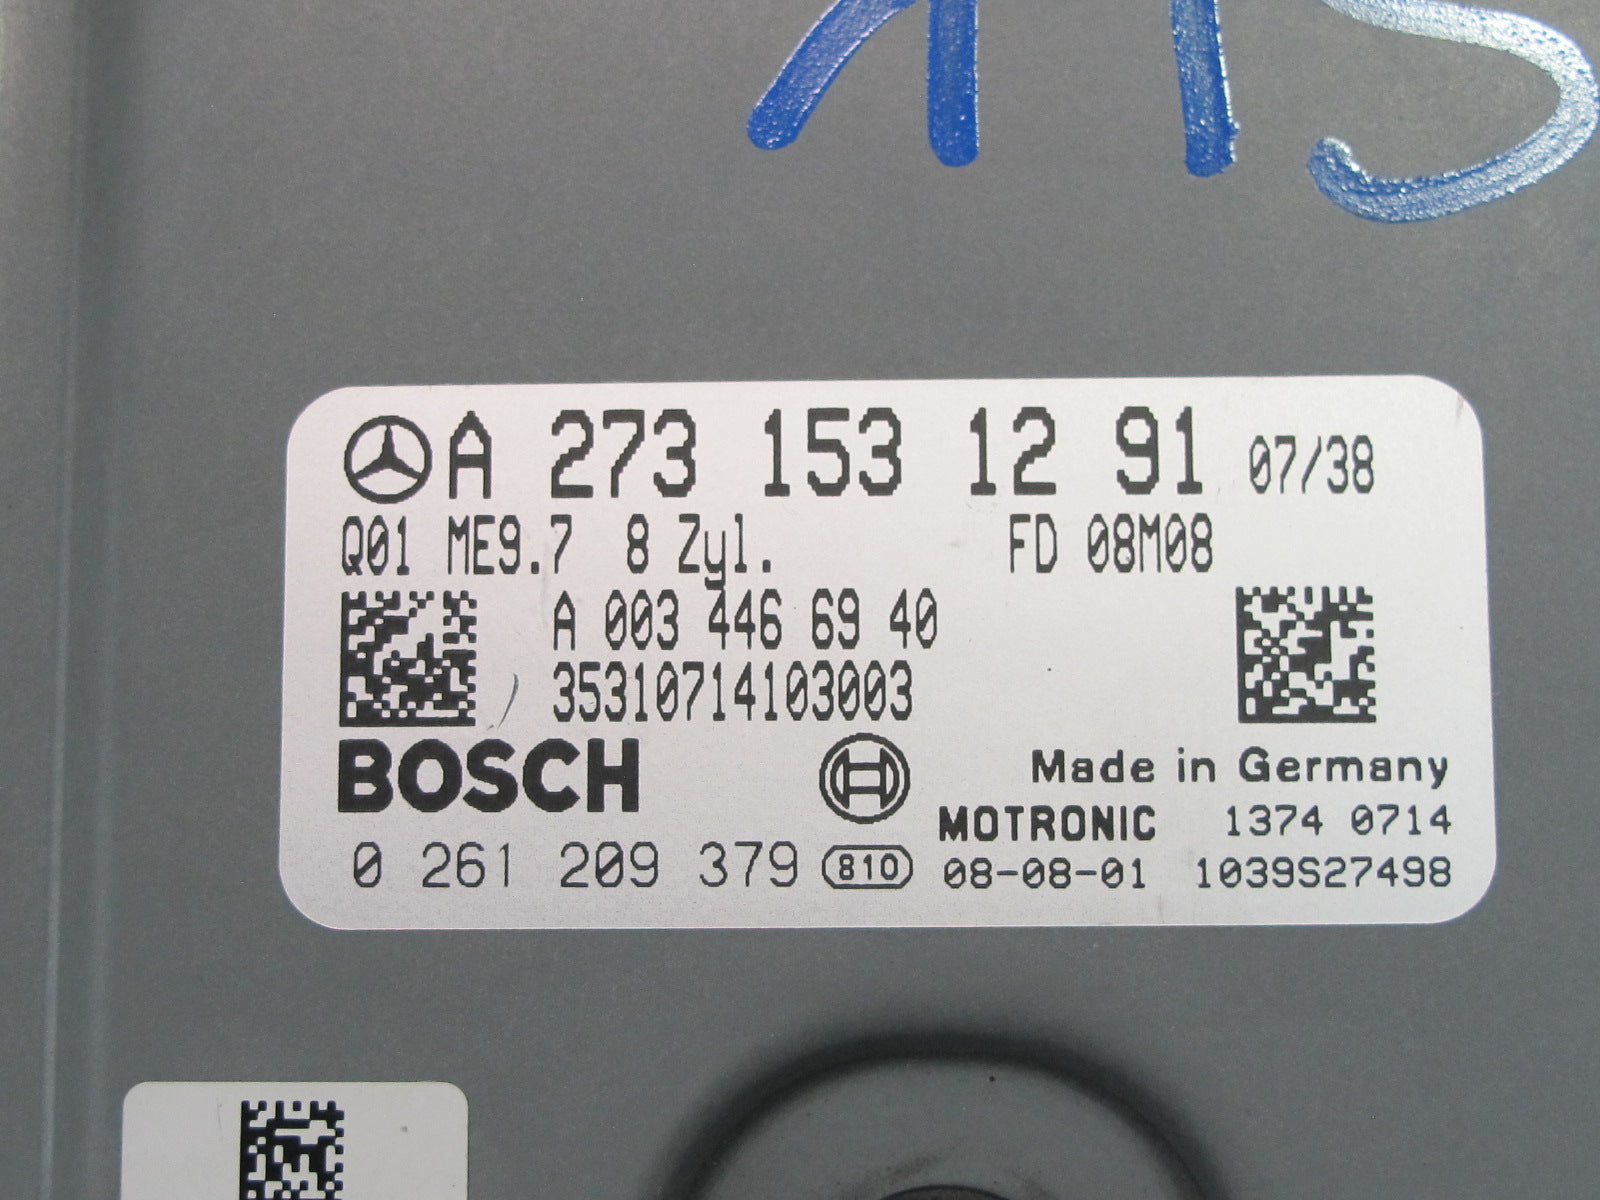 SLK
A 273 153 12 91 07/38
Q01 ME9.7 8 Zyl. FD 08M08
A 003 446 69 40
35310714103003
BOSCH
Made in Germany
MOTRONIC 1374 0714
0 261 209 379 810 08-08-01 1039S27498